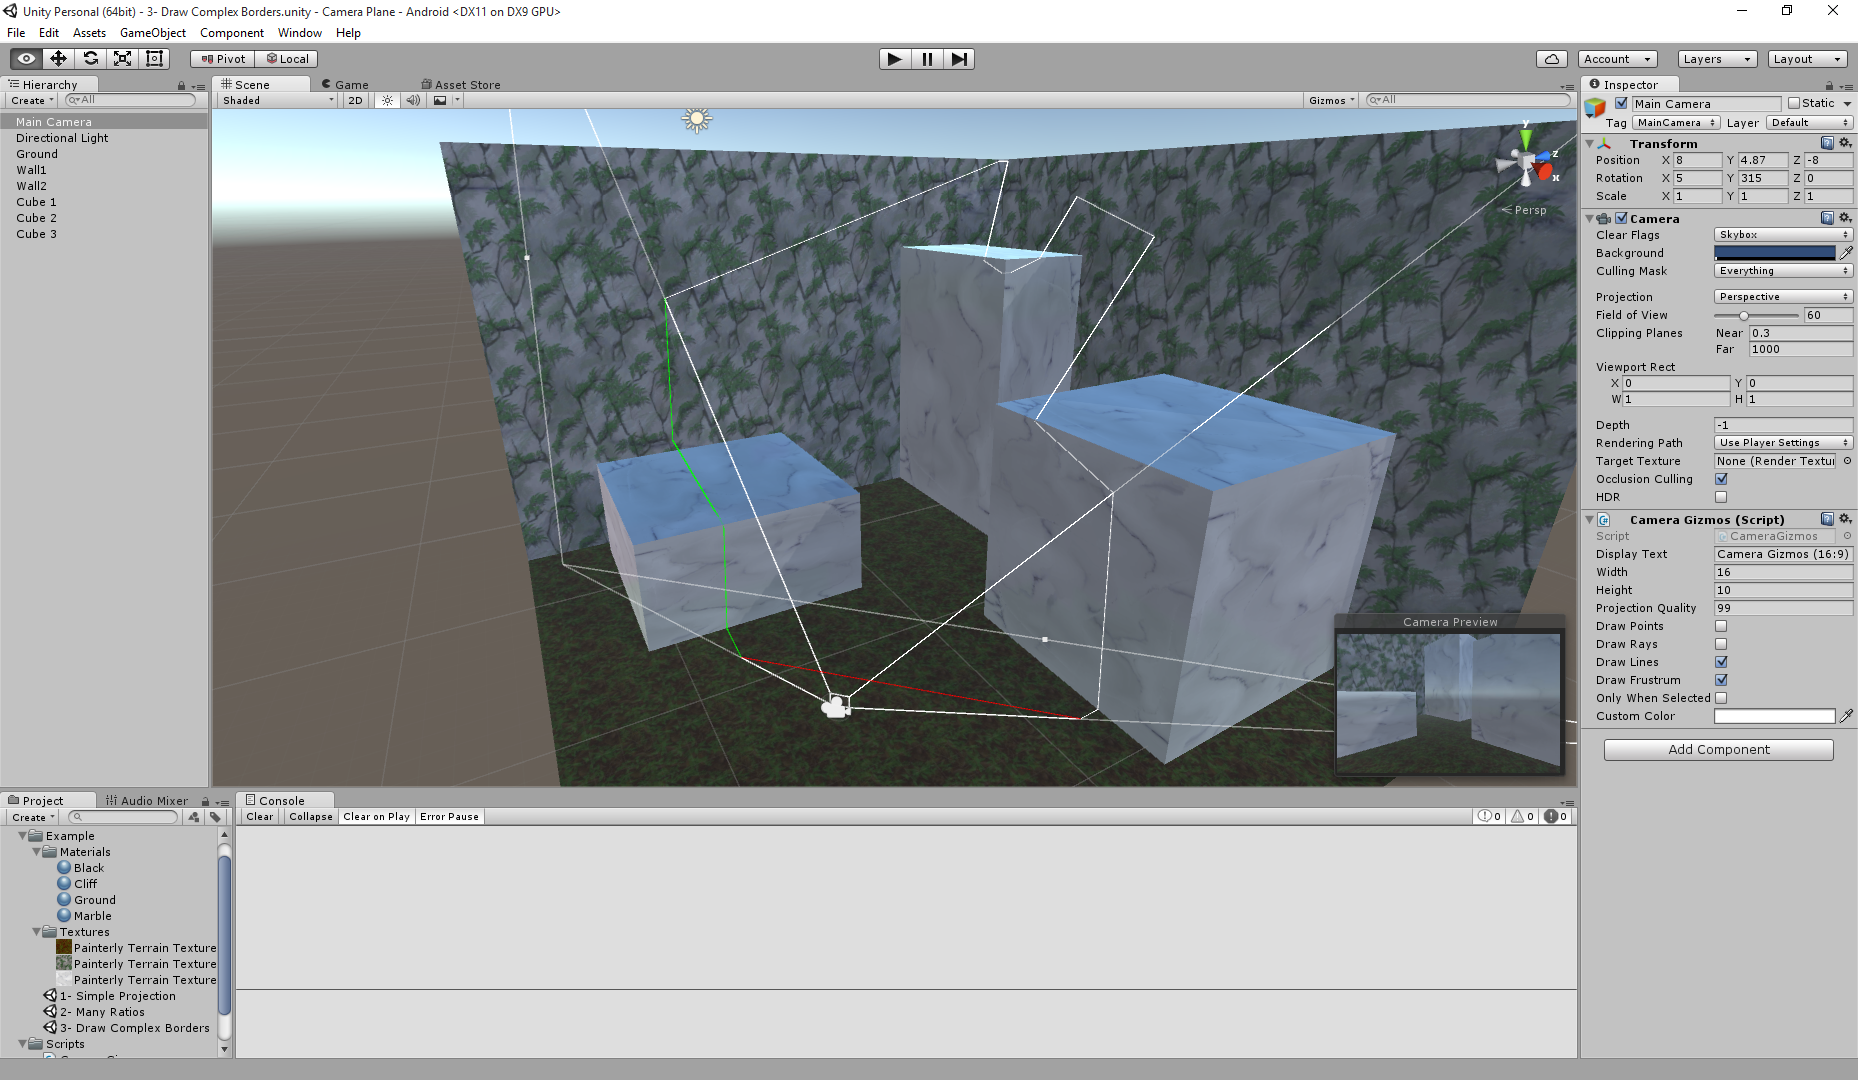 Unity Personal (64bit) - 3- Draw Complex Borders.unity - Camera Plane - Android <DX11 on DX9 GPU>
File Edit Assets GameObject Component Window Help
Pivot Local Account Layers Layout
Hierarchy
Create All
Main Camera
Directional Light
Ground
Wall1
Wall2
Cube 1
Cube 2
Cube 3
Scene Game Asset Store
Shaded 2D Gizmos All
y
z
x
Persp
Camera Preview
Inspector
Main Camera Static
Tag MainCamera Layer Default
Transform
Position X 8 Y 4.87 Z -8
Rotation X 5 Y 315 Z 0
Scale X 1 Y 1 Z 1
Camera
Clear Flags Skybox
Background
Culling Mask Everything
Projection Perspective
Field of View 60
Clipping Planes Near 0.3
Far 1000
Viewport Rect
X 0 Y 0
W 1 H 1
Depth -1
Rendering Path Use Player Settings
Target Texture None (Render Textur
Occlusion Culling
HDR
Camera Gizmos (Script)
Script CameraGizmos
Display Text Camera Gizmos (16:9)
Width 16
Height 10
Projection Quality 99
Draw Points
Draw Rays
Draw Lines
Draw Frustrum
Only When Selected
Custom Color
Add Component
Project Audio Mixer
Create
Example
Materials
Black
Cliff
Ground
Marble
Textures
Painterly Terrain Texture
Painterly Terrain Texture
Painterly Terrain Texture
1- Simple Projection
2- Many Ratios
3- Draw Complex Borders
Scripts
Console
Clear Collapse Clear on Play Error Pause 0 0 0